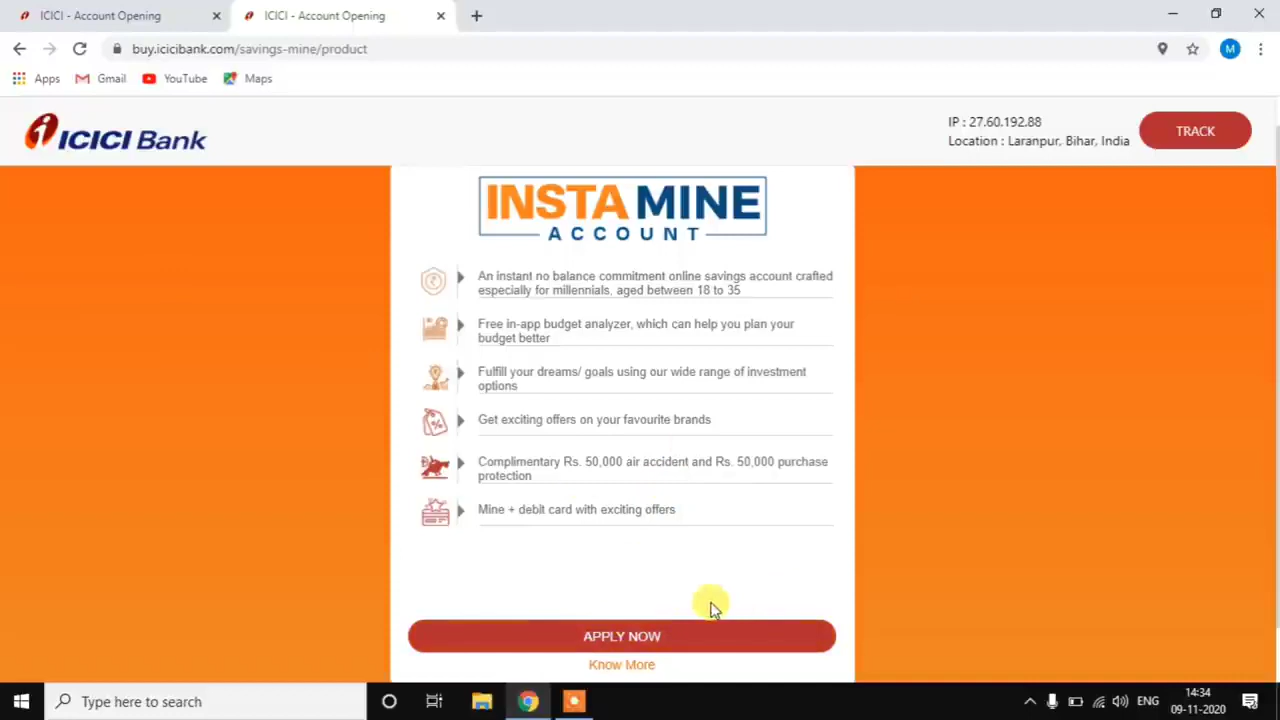 ICICI - Account Opening
ICICI - Account Opening
buy.icicibank.com/savings-mine/product
M
Apps
Gmail
YouTube
Maps
ICICI Bank
IP : 27.60.192.88
Location : Laranpur, Bihar, India
TRACK
INSTA MINE
ACCOUNT
An instant no balance commitment online savings account crafted
especially for millennials, aged between 18 to 35
Free in-app budget analyzer, which can help you plan your
budget better
Fulfill your dreams/ goals using our wide range of investment
options
Get exciting offers on your favourite brands
Complimentary Rs. 50,000 air accident and Rs. 50,000 purchase
protection
Mine + debit card with exciting offers
APPLY NOW
Know More
Type here to search
ENG
14:34
09-11-2020